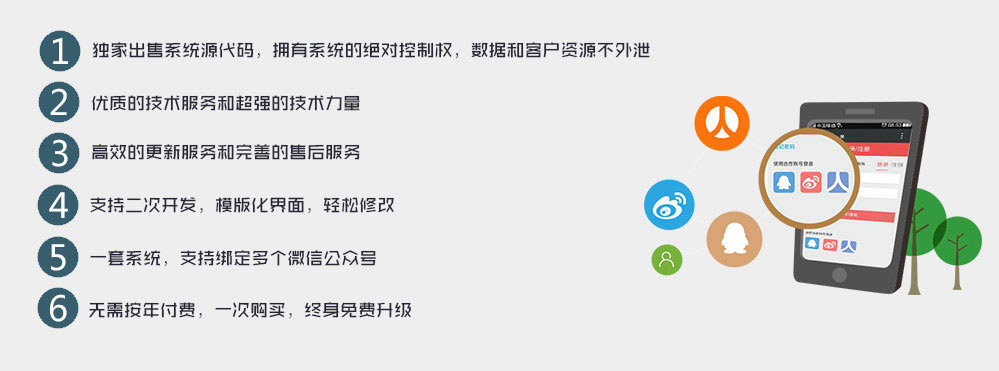 1 独家出售系统源代码，拥有系统的绝对控制权，数据和客户资源不外泄
2 优质的技术服务和超强的技术力量
3 高效的更新服务和完善的售后服务
4 支持二次开发，模版化界面，轻松修改
5 一套系统，支持绑定多个微信公众号
6 无需按年付费，一次购买，终身免费升级
使用合作账号登录
登录 注册